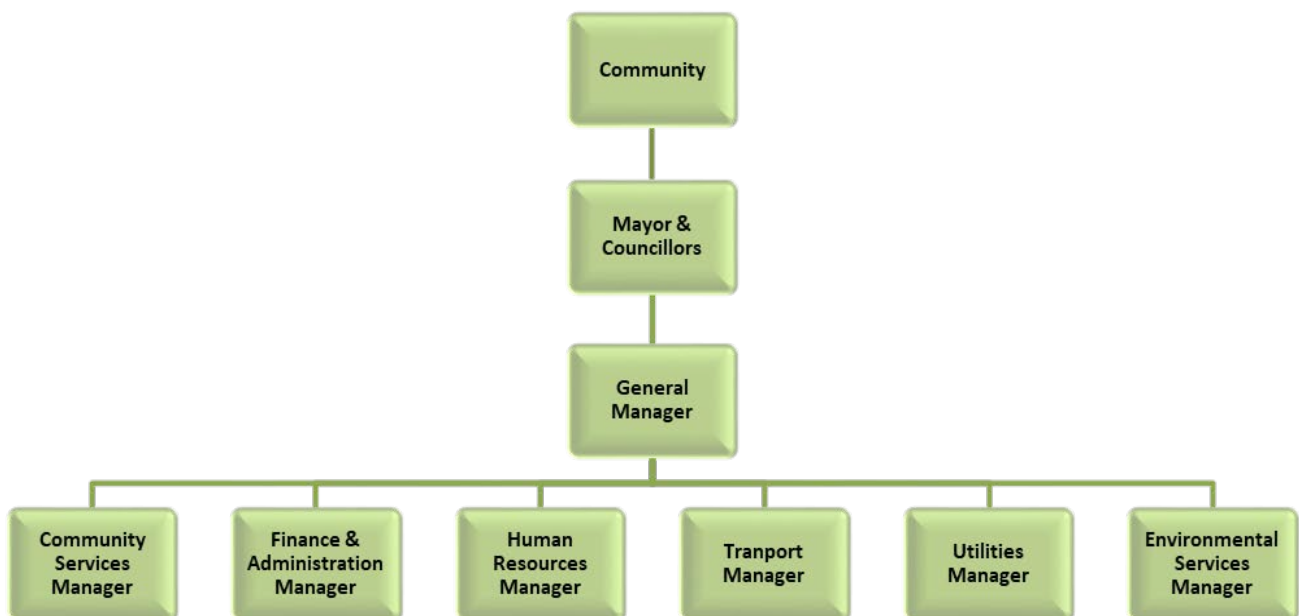 Community
Mayor &
Councillors
General
Manager
Community
Services
Manager
Finance &
Administration
Manager
Human
Resources
Manager
Tranport
Manager
Utilities
Manager
Environmental
Services
Manager